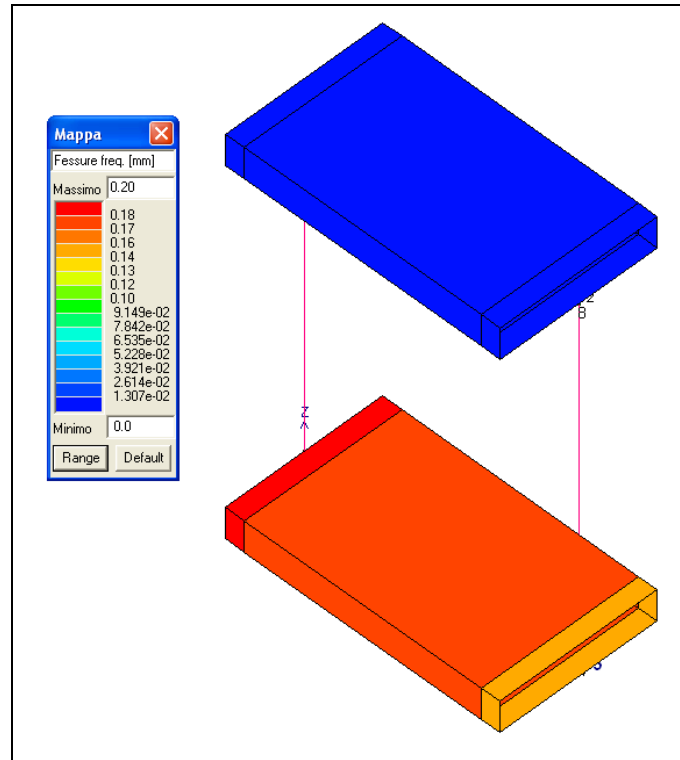 Mappa
Fessure freq. [mm]
Massimo 0.20
0.18
0.17
0.16
0.14
0.13
0.12
0.10
9.149e-02
7.842e-02
6.535e-02
5.228e-02
3.921e-02
2.614e-02
1.307e-02
Minimo 0.0
Range Default
2
B
Z